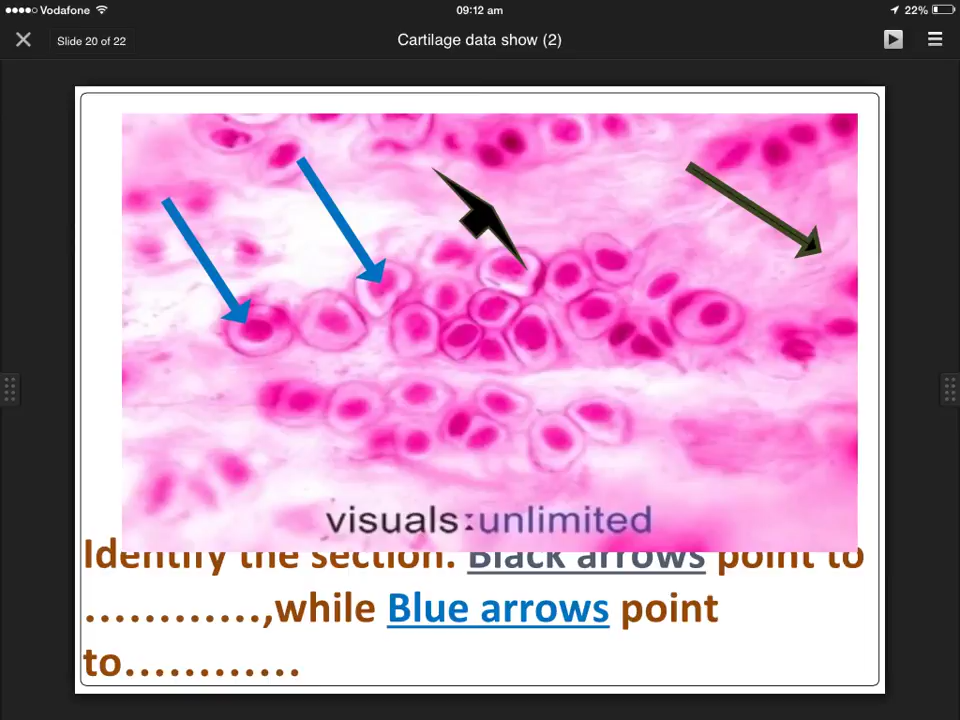 Vodafone 09:12 am 22%
Slide 20 of 22 Cartilage data show (2)
visuals:unlimited
Identify the section. Black arrows point to
............,while Blue arrows point
to............